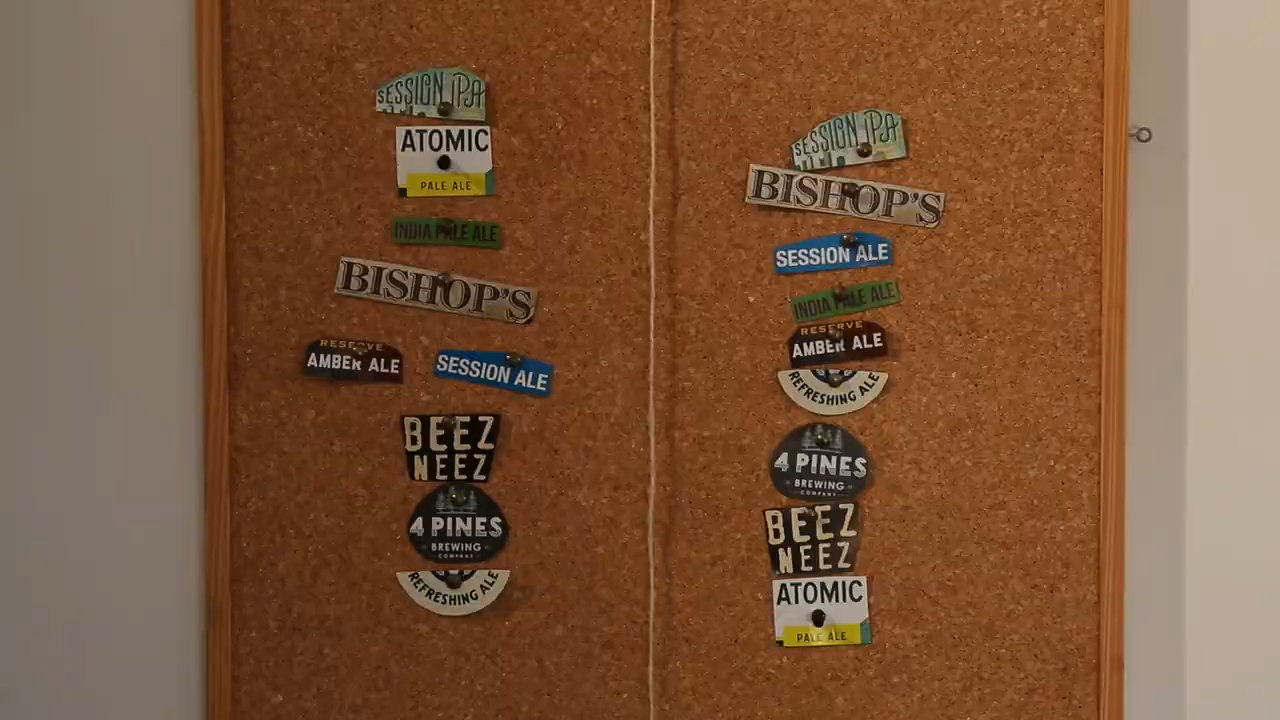 SESSION IPA
ATOMIC
PALE ALE
INDIA PALE ALE
BISHOP'S
RESERVE
AMBER ALE
SESSION ALE
BEEZ
NEEZ
4 PINES
BREWING
COMPANY
REFRESHING ALE
SESSION IPA
BISHOP'S
SESSION ALE
INDIA PALE ALE
RESERVE
AMBER ALE
REFRESHING ALE
4 PINES
BREWING
COMPANY
BEEZ
NEEZ
ATOMIC
PALE ALE